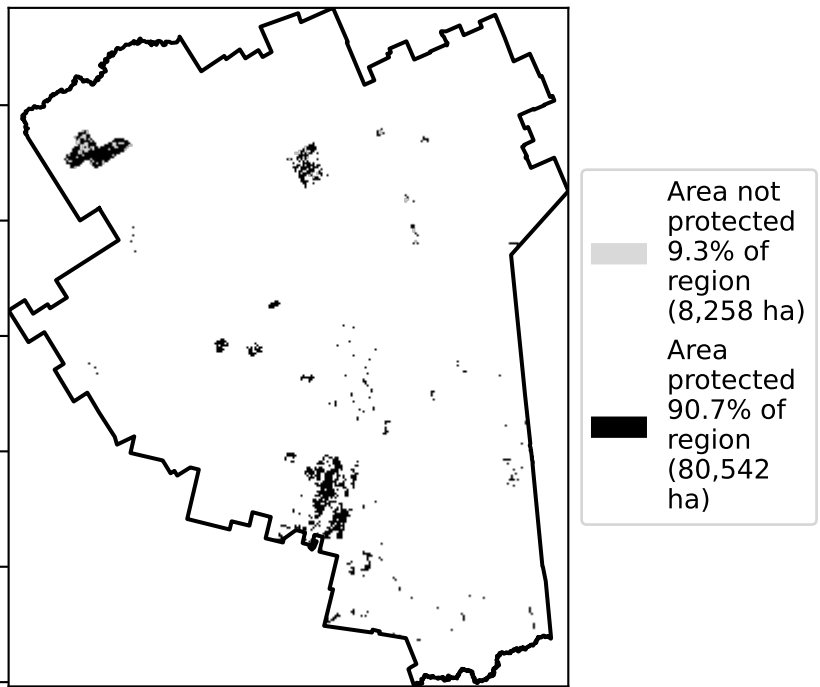 Area not
protected
9.3% of
region
(8,258 ha)
Area
protected
90.7% of
region
(80,542
ha)